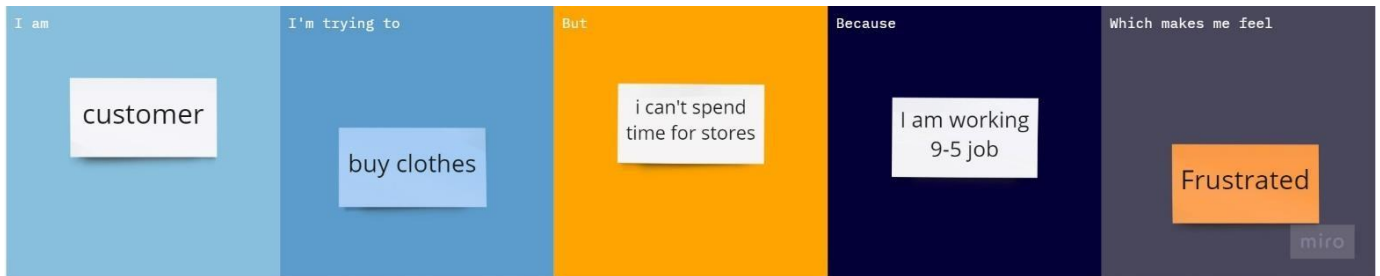 I am
customer
I'm trying to
buy clothes
But
i can't spend
time for stores
Because
I am working
9-5 job
Which makes me feel
Frustrated
miro